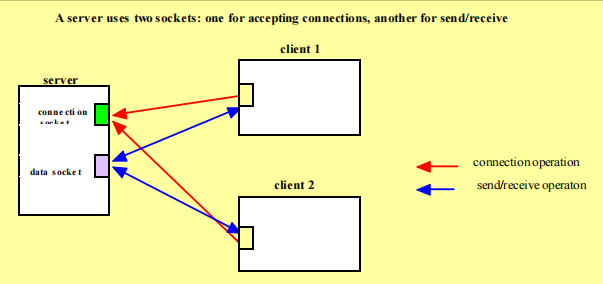 A server uses two sockets: one for accepting connections, another for send/receive
client 1
server
connection
socket
data socket
connection operation
client 2
send/receive operaton